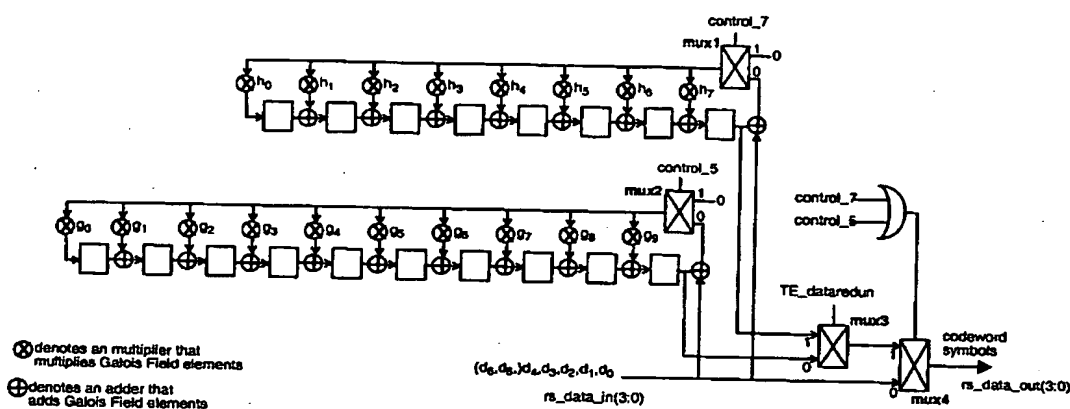 control_7
mux1
1
0
0
h0
h1
h2
h3
h4
h5
h6
h7
control_5
mux2
1
0
0
g0
g1
g2
g3
g4
g5
g6
g7
g8
g9
control_7
control_5
TE_dataredun
mux3
1
0
codeword
symbols
1
0
mux4
rs_data_out(3:0)
{d6,d5,}d4,d3,d2,d1,d0
rs_data_in(3:0)
denotes an multiplier that
multiplies Galois Field elements
denotes an adder that
adds Galois Field elements